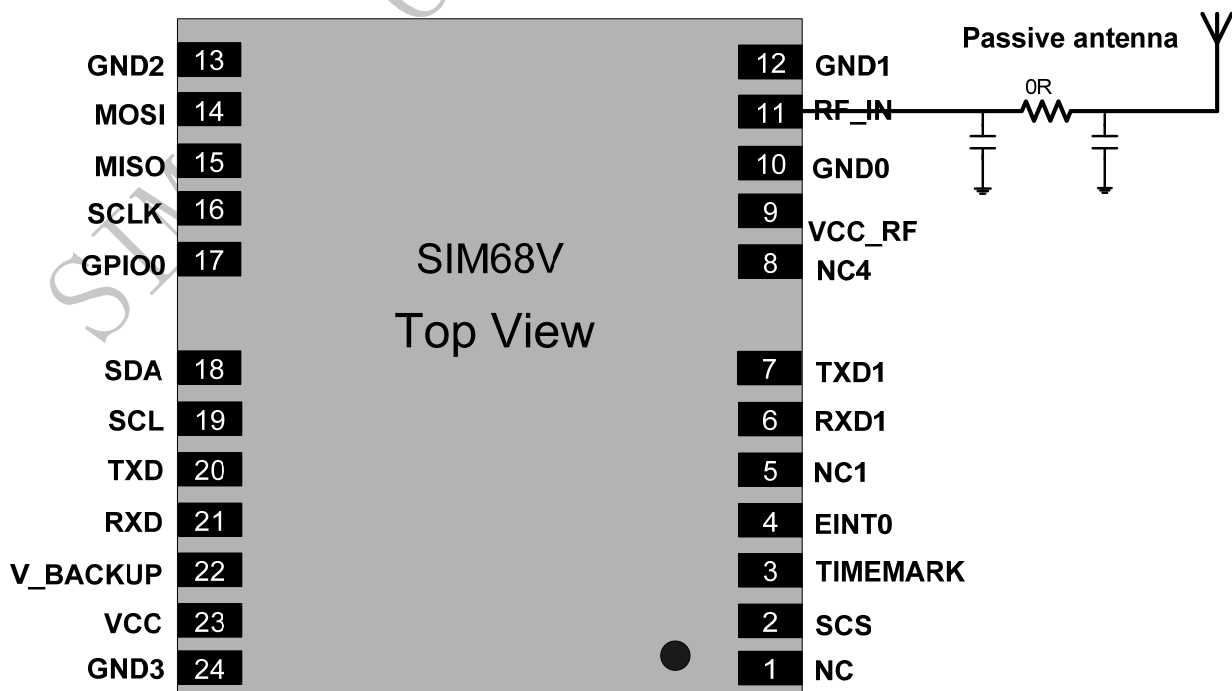 Passive antenna
0R
GND2 13
MOSI 14
MISO 15
SCLK 16
GPIO0 17
SDA 18
SCL 19
TXD 20
RXD 21
V_BACKUP 22
VCC 23
GND3 24
SIM68V
Top View
12 GND1
11 RF_IN
10 GND0
9 VCC_RF
8 NC4
7 TXD1
6 RXD1
5 NC1
4 EINT0
3 TIMEMARK
2 SCS
1 NC
SIM